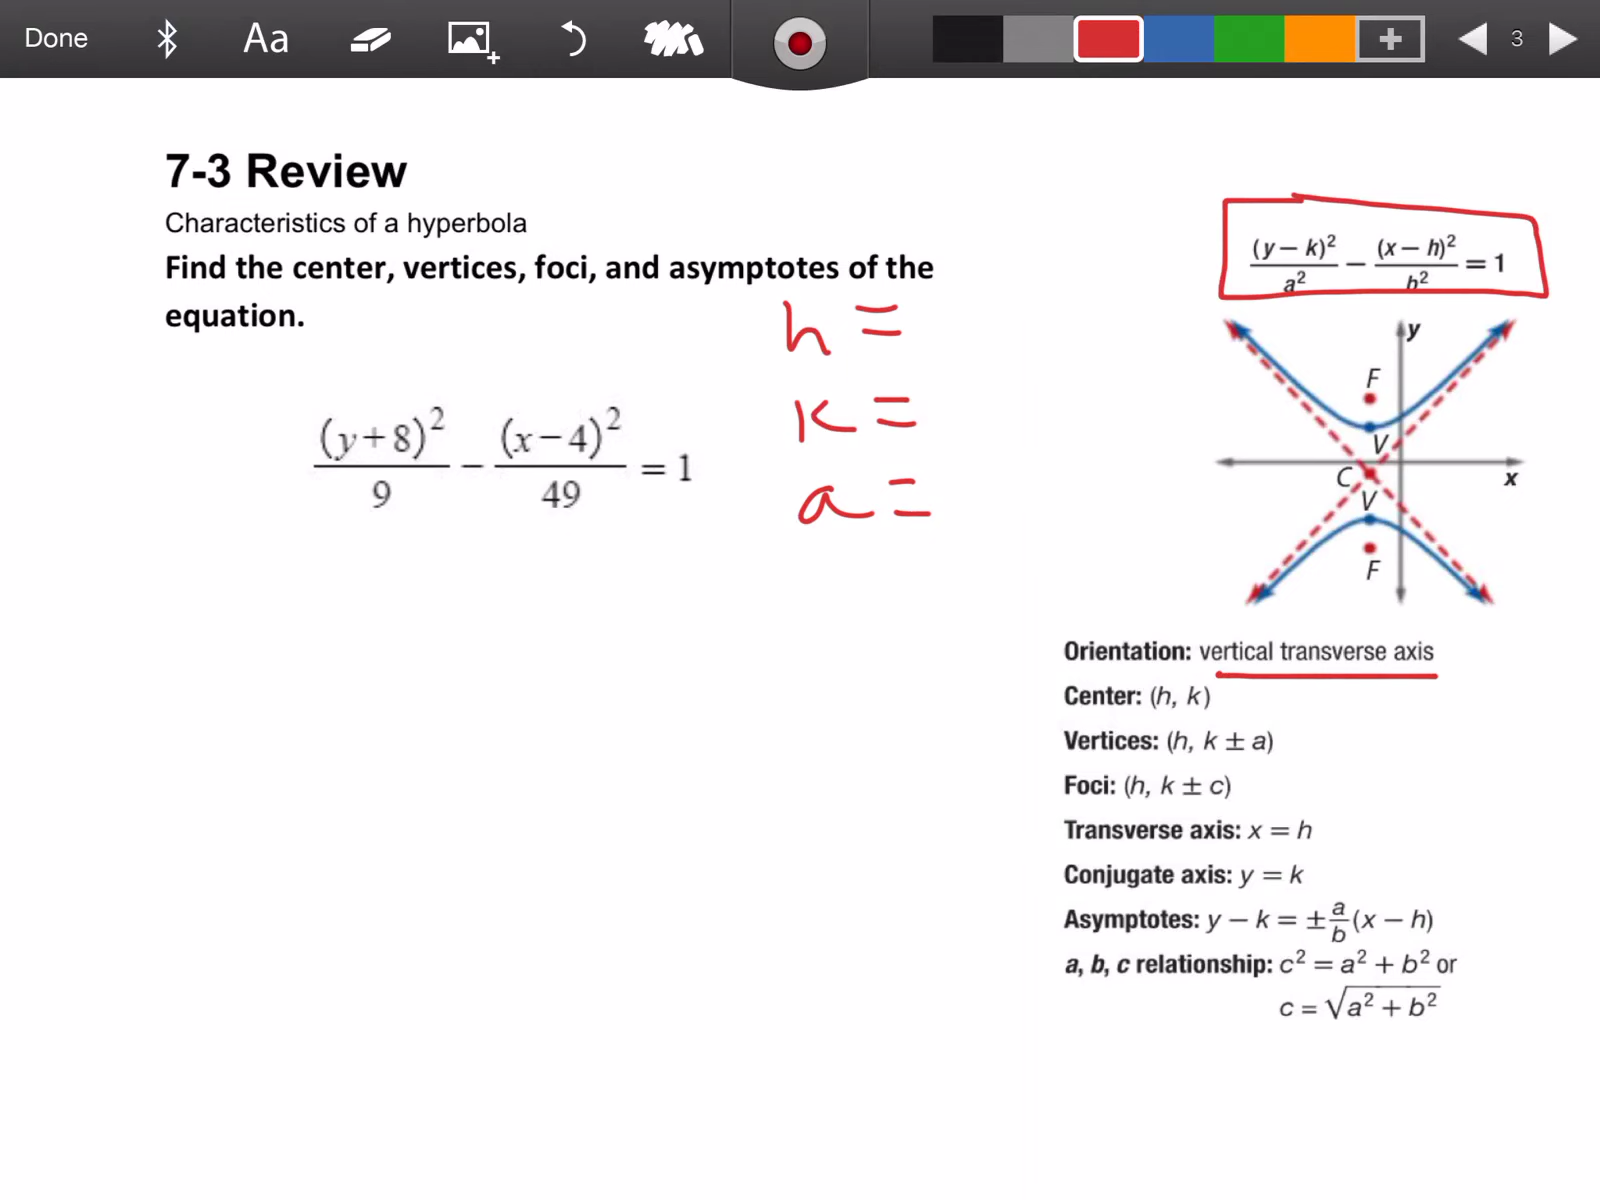 Done
Aa
3
7-3 Review
Characteristics of a hyperbola
Find the center, vertices, foci, and asymptotes of the
equation.
(y+8)²/9 − (x−4)²/49 = 1
h =
k =
a =
(y − k)²/a² − (x − h)²/b² = 1
y
F
V
x
C
V
F
Orientation: vertical transverse axis
Center: (h, k)
Vertices: (h, k ± a)
Foci: (h, k ± c)
Transverse axis: x = h
Conjugate axis: y = k
Asymptotes: y − k = ±a/b(x − h)
a, b, c relationship: c² = a² + b² or
c = √(a² + b²)